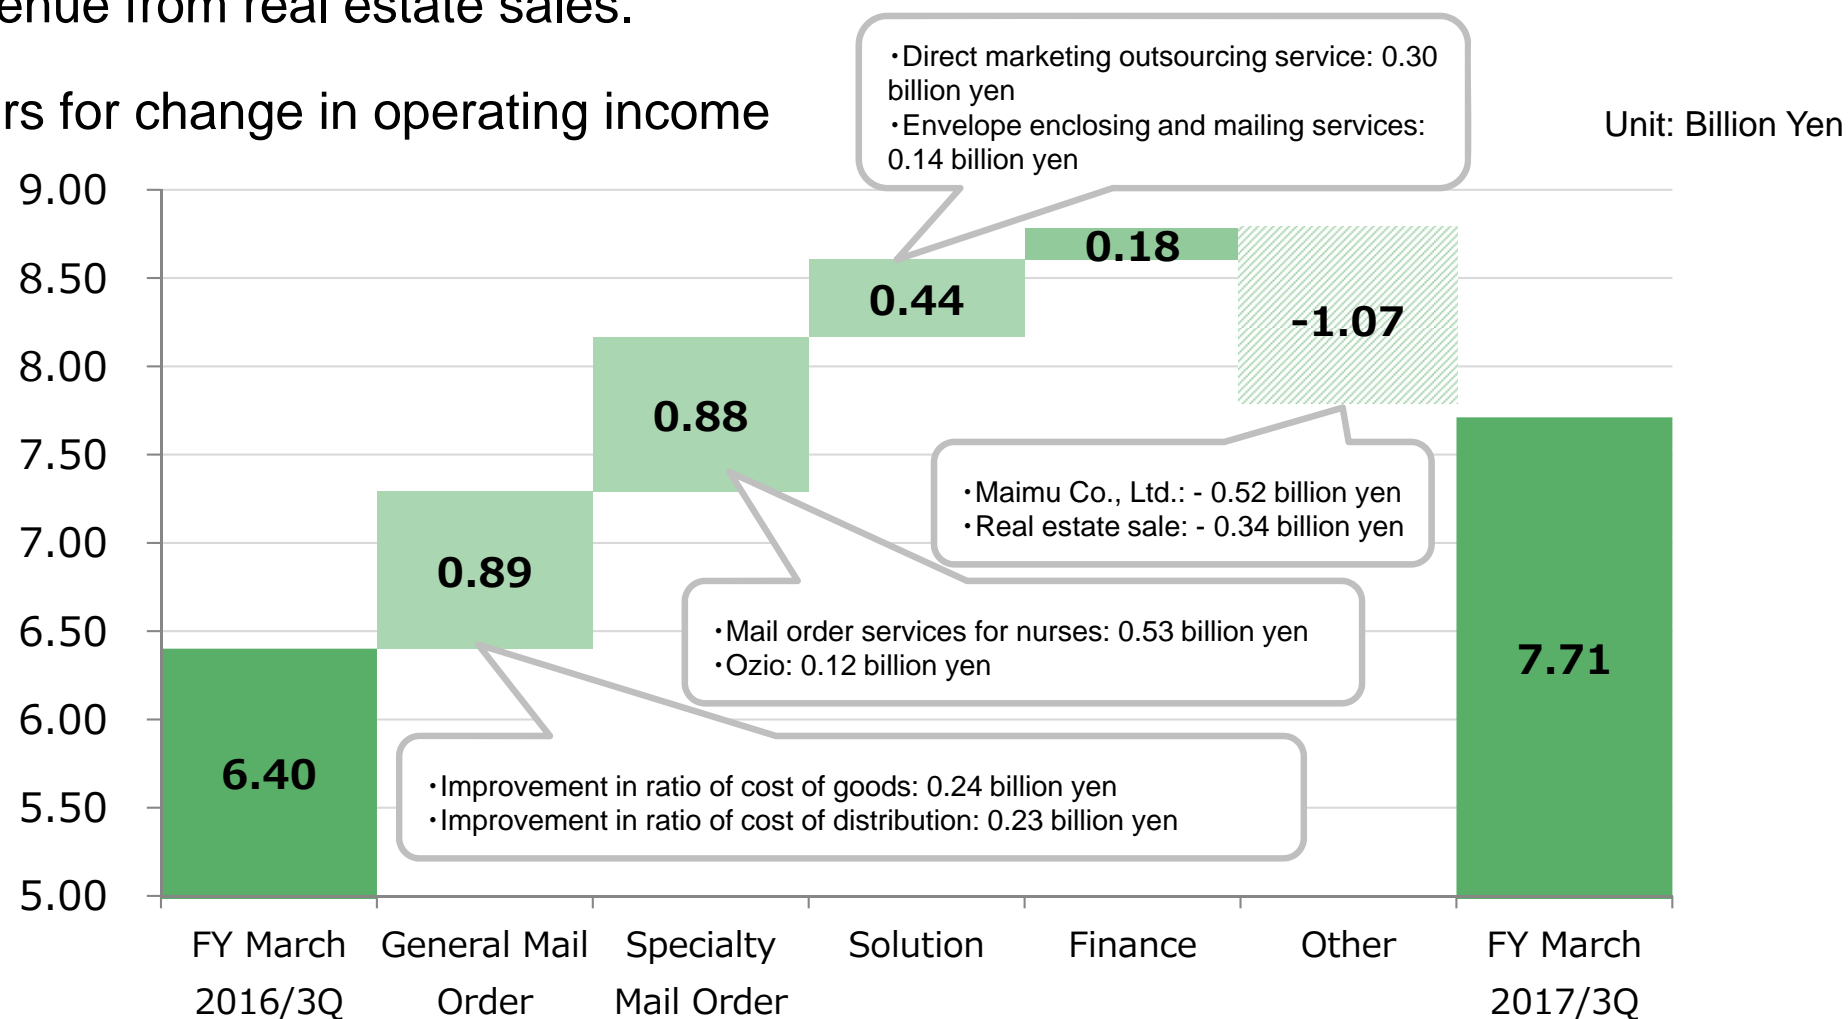 enue from real estate sales.
rs for change in operating income
Unit: Billion Yen
・Direct marketing outsourcing service: 0.30
billion yen
・Envelope enclosing and mailing services:
0.14 billion yen
9.00
8.50
8.00
7.50
7.00
6.50
6.00
5.50
5.00
6.40
0.89
0.88
0.44
0.18
-1.07
7.71
・Maimu Co., Ltd.: - 0.52 billion yen
・Real estate sale: - 0.34 billion yen
・Mail order services for nurses: 0.53 billion yen
・Ozio: 0.12 billion yen
・Improvement in ratio of cost of goods: 0.24 billion yen
・Improvement in ratio of cost of distribution: 0.23 billion yen
FY March
2016/3Q
General Mail
Order
Specialty
Mail Order
Solution
Finance
Other
FY March
2017/3Q